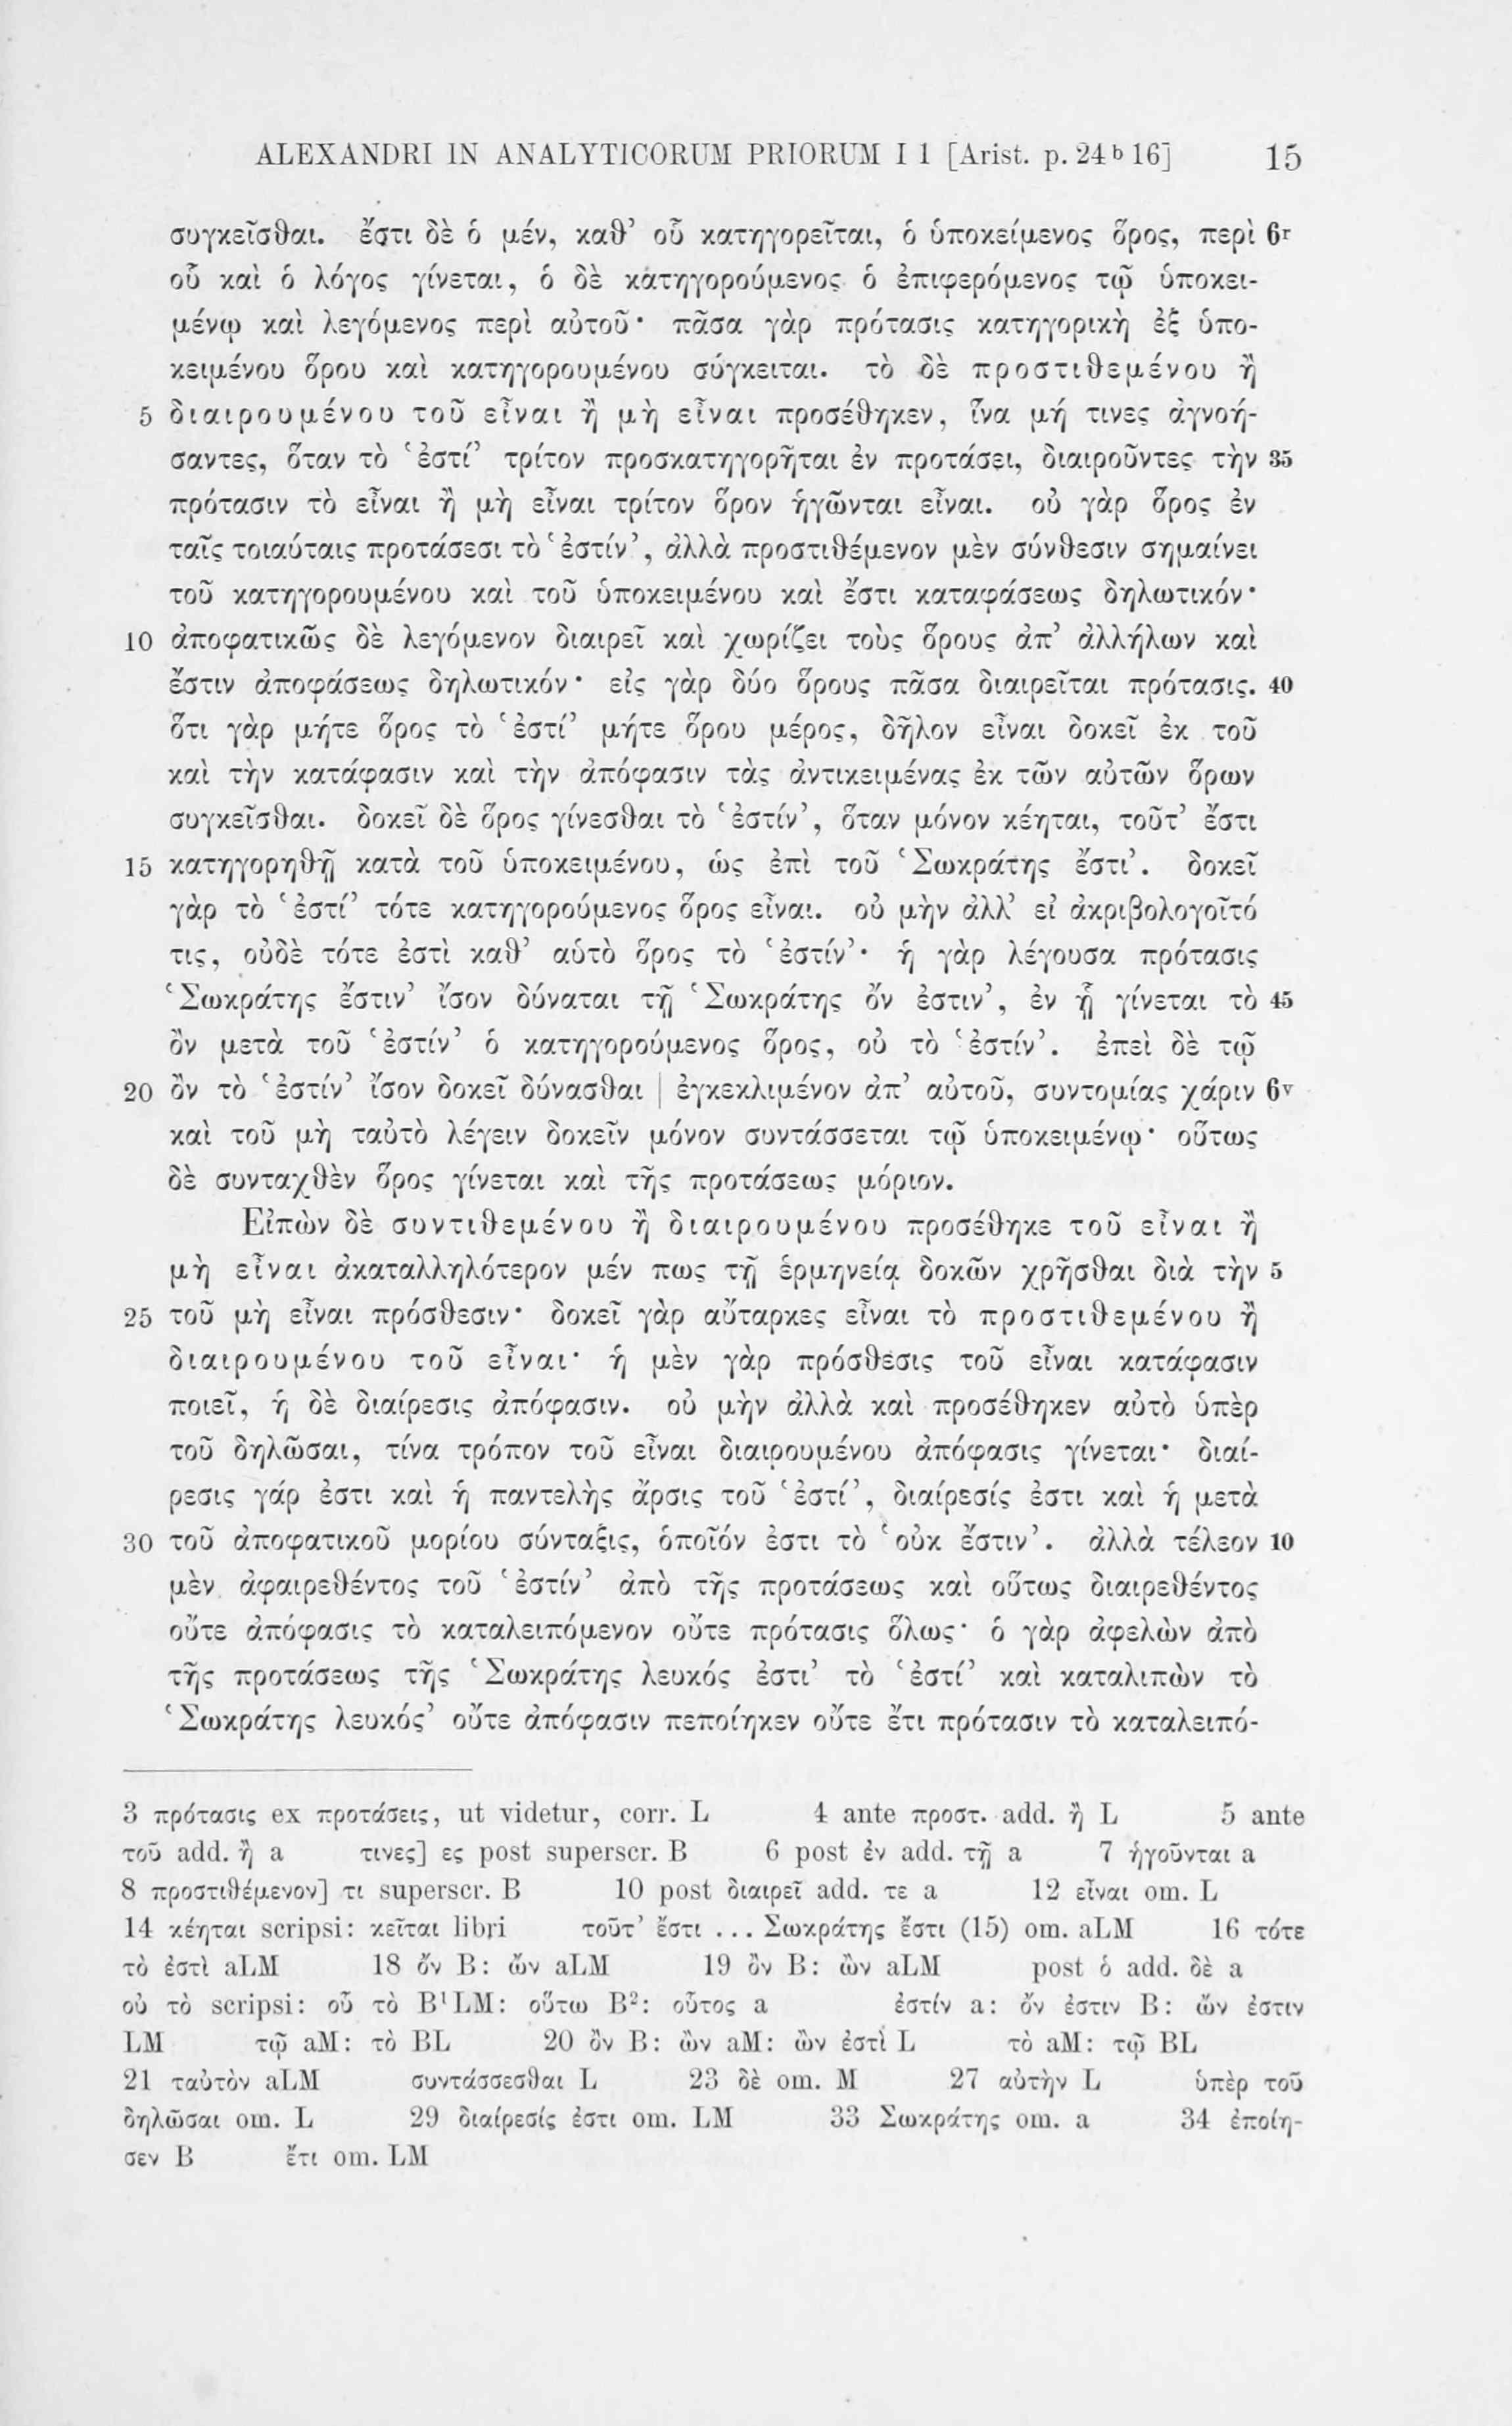 ALEXANDRI IN ANALYTICORUM PRIORUM I 1 [Arist. p. 24 b 16] 15
συγκεῖσθαι. ἔστι δὲ ὁ μέν, καθ’ οὗ κατηγορεῖται, ὁ ὑποκείμενος ὅρος, περὶ 6r
οὗ καὶ ὁ λόγος γίνεται, ὁ δὲ κατηγορούμενος ὁ ἐπιφερόμενος τῷ ὑποκει-
μένῳ καὶ λεγόμενος περὶ αὐτοῦ· πᾶσα γὰρ πρότασις κατηγορικὴ ἐξ ὑπο-
κειμένου ὅρου καὶ κατηγορουμένου σύγκειται. τὸ δὲ προστιθεμένου ἢ
5 διαιρουμένου τοῦ εἶναι ἢ μὴ εἶναι προσέθηκεν, ἵνα μή τινες ἀγνοή-
σαντες, ὅταν τὸ ‘ἐστί’ τρίτον προσκατηγορῆται ἐν προτάσει, διαιροῦντες τὴν 35
πρότασιν τὸ εἶναι ἢ μὴ εἶναι τρίτον ὅρον ἡγῶνται εἶναι. οὐ γὰρ ὅρος ἐν
ταῖς τοιαύταις προτάσεσι τὸ ‘ἐστίν’, ἀλλὰ προστιθέμενον μὲν σύνθεσιν σημαίνει
τοῦ κατηγορουμένου καὶ τοῦ ὑποκειμένου καὶ ἔστι καταφάσεως δηλωτικόν·
10 ἀποφατικῶς δὲ λεγόμενον διαιρεῖ καὶ χωρίζει τοὺς ὅρους ἀπ’ ἀλλήλων καὶ
ἔστιν ἀποφάσεως δηλωτικόν· εἰς γὰρ δύο ὅρους πᾶσα διαιρεῖται πρότασις. 40
ὅτι γὰρ μήτε ὅρος τὸ ‘ἐστί’ μήτε ὅρου μέρος, δῆλον εἶναι δοκεῖ ἐκ τοῦ
καὶ τὴν κατάφασιν καὶ τὴν ἀπόφασιν τὰς ἀντικειμένας ἐκ τῶν αὐτῶν ὅρων
συγκεῖσθαι. δοκεῖ δὲ ὅρος γίνεσθαι τὸ ‘ἐστίν’, ὅταν μόνον κέηται, τοῦτ’ ἔστι
15 κατηγορηθῇ κατὰ τοῦ ὑποκειμένου, ὡς ἐπὶ τοῦ ‘Σωκράτης ἔστι’. δοκεῖ
γὰρ τὸ ‘ἐστί’ τότε κατηγορούμενος ὅρος εἶναι. οὐ μὴν ἀλλ’ εἰ ἀκριβολογοῖτό
τις, οὐδὲ τότε ἐστὶ καθ’ αὑτὸ ὅρος τὸ ‘ἐστίν’· ἡ γὰρ λέγουσα πρότασις
‘Σωκράτης ἔστιν’ ἴσον δύναται τῇ ‘Σωκράτης ὄν ἐστιν’, ἐν ᾗ γίνεται τὸ 45
ὂν μετὰ τοῦ ‘ἐστίν’ ὁ κατηγορούμενος ὅρος, οὐ τὸ ‘ἐστίν’. ἐπεὶ δὲ τῷ
20 ὂν τὸ ‘ἐστίν’ ἴσον δοκεῖ δύνασθαι | ἐγκεκλιμένον ἀπ’ αὐτοῦ, συντομίας χάριν 6v
καὶ τοῦ μὴ ταὐτὸ λέγειν δοκεῖν μόνον συντάσσεται τῷ ὑποκειμένῳ· οὕτως
δὲ συνταχθὲν ὅρος γίνεται καὶ τῆς προτάσεως μόριον.
Εἰπὼν δὲ συντιθεμένου ἢ διαιρουμένου προσέθηκε τοῦ εἶναι ἢ
μὴ εἶναι ἀκαταλληλότερον μέν πως τῇ ἑρμηνείᾳ δοκῶν χρῆσθαι διὰ τὴν 5
25 τοῦ μὴ εἶναι πρόσθεσιν· δοκεῖ γὰρ αὔταρκες εἶναι τὸ προστιθεμένου ἢ
διαιρουμένου τοῦ εἶναι· ἡ μὲν γὰρ πρόσθεσις τοῦ εἶναι κατάφασιν
ποιεῖ, ἡ δὲ διαίρεσις ἀπόφασιν. οὐ μὴν ἀλλὰ καὶ προσέθηκεν αὐτὸ ὑπὲρ
τοῦ δηλῶσαι, τίνα τρόπον τοῦ εἶναι διαιρουμένου ἀπόφασις γίνεται· διαί-
ρεσις γάρ ἐστι καὶ ἡ παντελὴς ἄρσις τοῦ ‘ἐστί’, διαίρεσίς ἐστι καὶ ἡ μετὰ
30 τοῦ ἀποφατικοῦ μορίου σύνταξις, ὁποῖόν ἐστι τὸ ‘οὐκ ἔστιν’. ἀλλὰ τέλεον 10
μὲν ἀφαιρεθέντος τοῦ ‘ἐστίν’ ἀπὸ τῆς προτάσεως καὶ οὕτως διαιρεθέντος
οὔτε ἀπόφασις τὸ καταλειπόμενον οὔτε πρότασις ὅλως· ὁ γὰρ ἀφελὼν ἀπὸ
τῆς προτάσεως τῆς ‘Σωκράτης λευκός ἐστι’ τὸ ‘ἐστί’ καὶ καταλιπὼν τὸ
‘Σωκράτης λευκός’ οὔτε ἀπόφασιν πεποίηκεν οὔτε ἔτι πρότασιν τὸ καταλειπό-
3 πρότασις ex προτάσεις, ut videtur, corr. L 4 ante προστ. add. ἢ L 5 ante
τοῦ add. ἢ a τινες] ες post superscr. B 6 post ἐν add. τῇ a 7 ἡγοῦνται a
8 προστιθέμενον] τι superscr. B 10 post διαιρεῖ add. τε a 12 εἶναι om. L
14 κέηται scripsi: κεῖται libri τοῦτ’ ἔστι ... Σωκράτης ἔστι (15) om. aLM 16 τότε
τὸ ἐστὶ aLM 18 ὄν B: ὤν aLM 19 ὂν B: ὢν aLM post ὁ add. δὲ a
οὐ τὸ scripsi: οὗ τὸ B¹LM: οὕτω B²: οὗτος a ἐστίν a: ὄν ἐστιν B: ὤν ἐστιν
LM τῷ aM: τὸ BL 20 ὂν B: ὢν aM: ὢν ἐστὶ L τὸ aM: τῷ BL
21 ταὐτὸν aLM συντάσσεσθαι L 23 δὲ om. M 27 αὐτὴν L ὑπὲρ τοῦ
δηλῶσαι om. L 29 διαίρεσίς ἐστι om. LM 33 Σωκράτης om. a 34 ἐποίη-
σεν B ἔτι om. LM